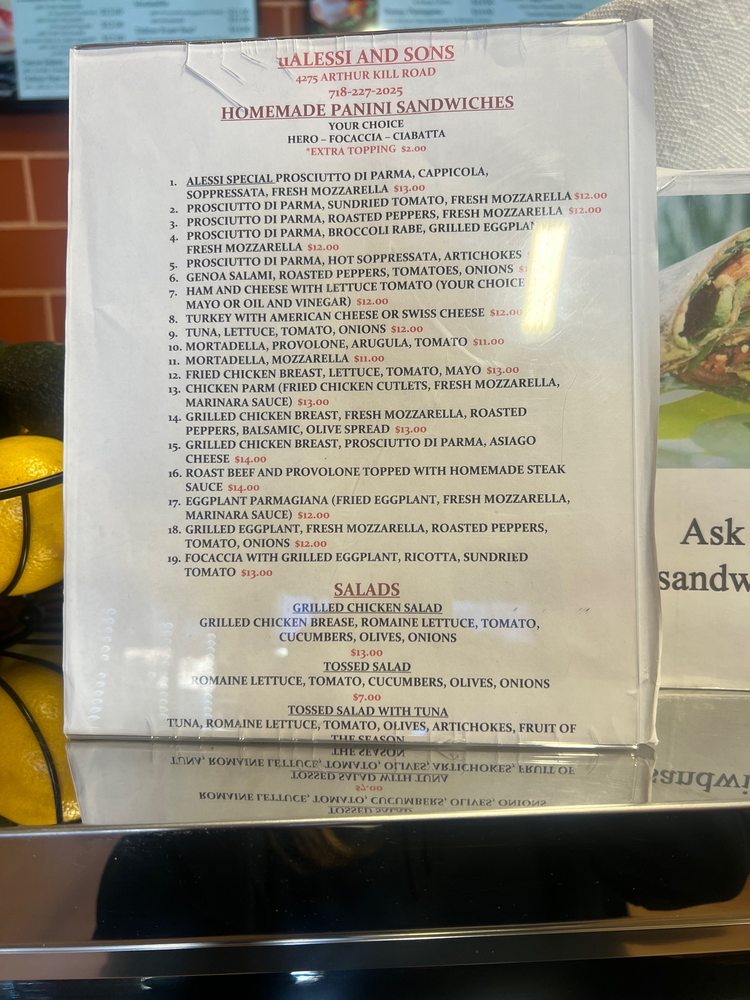 uALESSI AND SONS
4275 ARTHUR KILL ROAD
718-227-2025
HOMEMADE PANINI SANDWICHES
YOUR CHOICE
HERO – FOCACCIA – CIABATTA
*EXTRA TOPPING $2.00
1. ALESSI SPECIAL PROSCIUTTO DI PARMA, CAPPICOLA,
SOPPRESSATA, FRESH MOZZARELLA $13.00
2. PROSCIUTTO DI PARMA, SUNDRIED TOMATO, FRESH MOZZARELLA $12.00
3. PROSCIUTTO DI PARMA, ROASTED PEPPERS, FRESH MOZZARELLA $12.00
4. PROSCIUTTO DI PARMA, BROCCOLI RABE, GRILLED
FRESH MOZZARELLA $12.00
5. PROSCIUTTO DI PARMA, HOT SOPPRESSATA, ARTICHOKES
6. GENOA SALAMI, ROASTED PEPPERS, TOMATOES, ONIONS
7. HAM AND CHEESE WITH LETTUCE TOMATO (YOUR CHOICE
MAYO OR OIL AND VINEGAR) $12.00
8. TURKEY WITH AMERICAN CHEESE OR SWISS CHEESE $12.00
9. TUNA, LETTUCE, TOMATO, ONIONS $12.00
10. MORTADELLA, PROVOLONE, ARUGULA, TOMATO $11.00
11. MORTADELLA, MOZZARELLA $11.00
12. FRIED CHICKEN BREAST, LETTUCE, TOMATO, MAYO $13.00
13. CHICKEN PARM (FRIED CHICKEN CUTLETS, FRESH MOZZARELLA,
MARINARA SAUCE) $13.00
14. GRILLED CHICKEN BREAST, FRESH MOZZARELLA, ROASTED
PEPPERS, BALSAMIC, OLIVE SPREAD $13.00
15. GRILLED CHICKEN BREAST, PROSCIUTTO DI PARMA, ASIAGO
CHEESE $14.00
16. ROAST BEEF AND PROVOLONE TOPPED WITH HOMEMADE STEAK
SAUCE $14.00
17. EGGPLANT PARMAGIANA (FRIED EGGPLANT, FRESH MOZZARELLA,
MARINARA SAUCE) $12.00
18. GRILLED EGGPLANT, FRESH MOZZARELLA, ROASTED PEPPERS,
TOMATO, ONIONS $12.00
19. FOCACCIA WITH GRILLED EGGPLANT, RICOTTA, SUNDRIED
TOMATO $13.00
SALADS
GRILLED CHICKEN SALAD
GRILLED CHICKEN BREASE, ROMAINE LETTUCE, TOMATO,
CUCUMBERS, OLIVES, ONIONS
$13.00
TOSSED SALAD
ROMAINE LETTUCE, TOMATO, CUCUMBERS, OLIVES, ONIONS
$7.00
TOSSED SALAD WITH TUNA
TUNA, ROMAINE LETTUCE, TOMATO, OLIVES, ARTICHOKES, FRUIT OF
THE SEASON
Ask
sandw